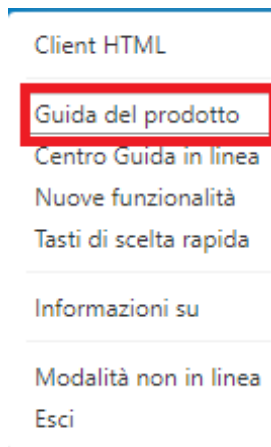 Client HTML
Guida del prodotto
Centro Guida in linea
Nuove funzionalità
Tasti di scelta rapida
Informazioni su
Modalità non in linea
Esci